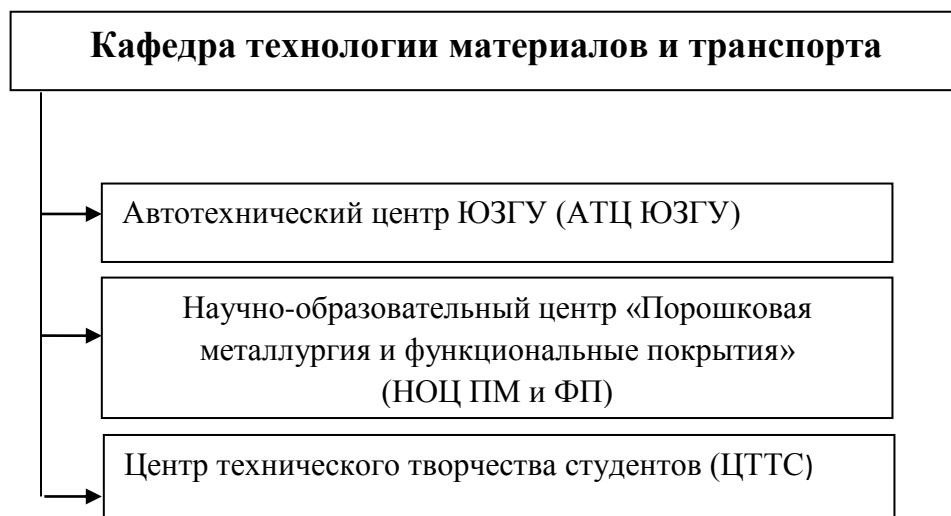 Кафедра технологии материалов и транспорта
Автотехнический центр ЮЗГУ (АТЦ ЮЗГУ)
Научно-образовательный центр «Порошковая
металлургия и функциональные покрытия»
(НОЦ ПМ и ФП)
Центр технического творчества студентов (ЦТТС)